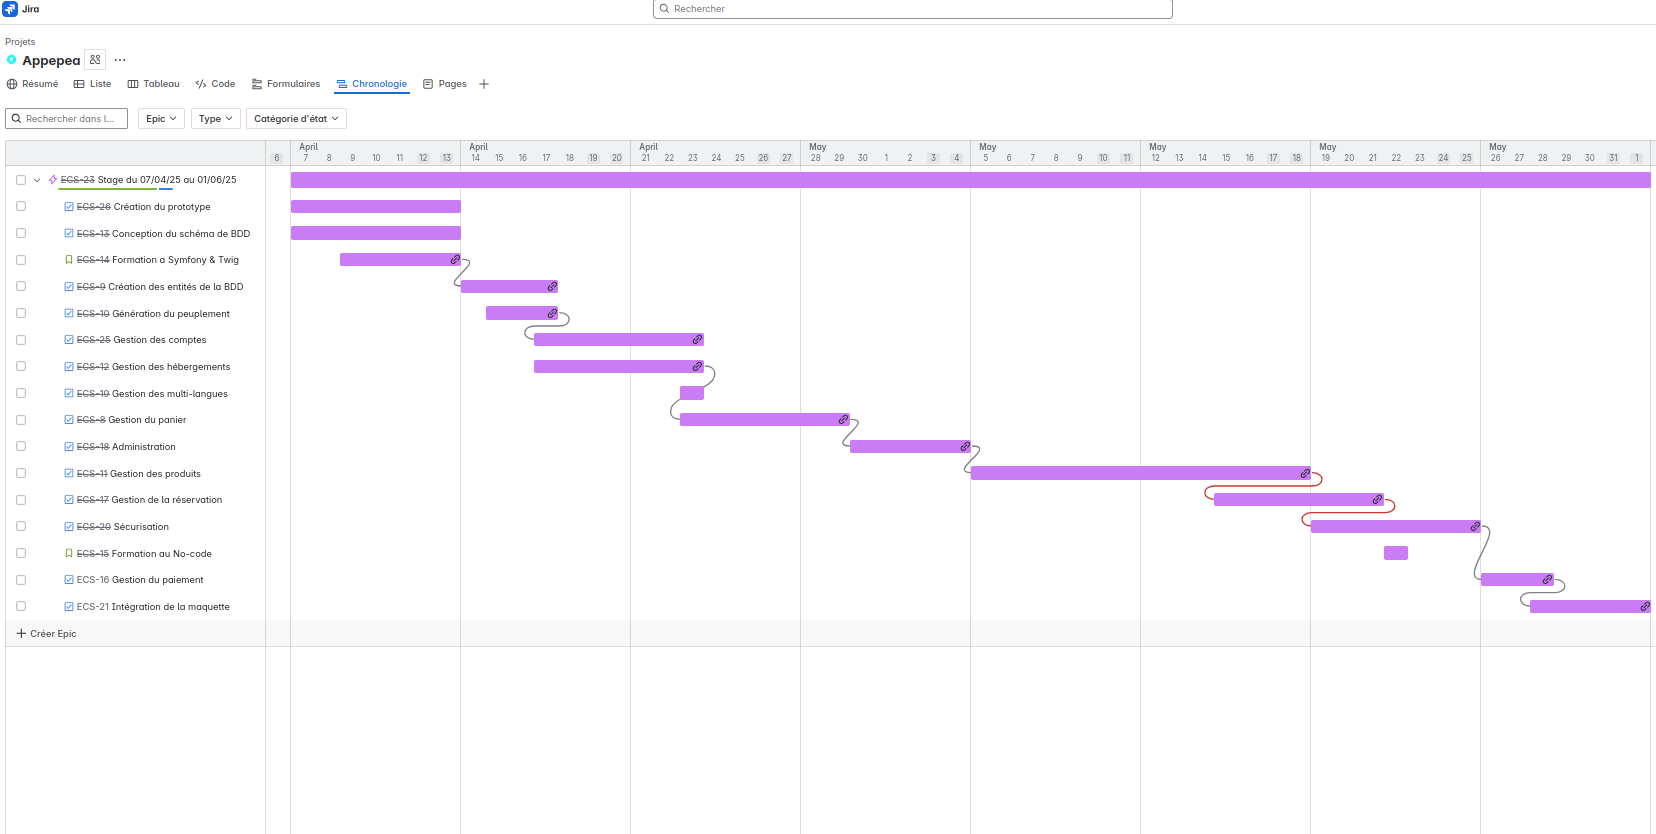 Jira
Rechercher
Projets
Appepea
Résumé Liste Tableau Code Formulaires Chronologie Pages
Rechercher dans l... Epic Type Catégorie d'état
April April April May May May May May
6 7 8 9 10 11 12 13 14 15 16 17 18 19 20 21 22 23 24 25 26 27 28 29 30 1 2 3 4 5 6 7 8 9 10 11 12 13 14 15 16 17 18 19 20 21 22 23 24 25 26 27 28 29 30 31 1
ECS-23 Stage du 07/04/25 au 01/06/25
ECS-26 Création du prototype
ECS-13 Conception du schéma de BDD
ECS-14 Formation a Symfony & Twig
ECS-9 Création des entités de la BDD
ECS-10 Génération du peuplement
ECS-25 Gestion des comptes
ECS-12 Gestion des hébergements
ECS-19 Gestion des multi-langues
ECS-8 Gestion du panier
ECS-18 Administration
ECS-11 Gestion des produits
ECS-17 Gestion de la réservation
ECS-20 Sécurisation
ECS-15 Formation au No-code
ECS-16 Gestion du paiement
ECS-21 Intégration de la maquette
Créer Epic